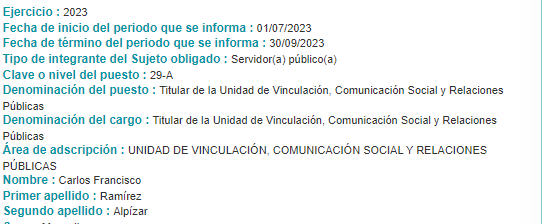 Ejercicio : 2023
Fecha de inicio del periodo que se informa : 01/07/2023
Fecha de término del periodo que se informa : 30/09/2023
Tipo de integrante del Sujeto obligado : Servidor(a) público(a)
Clave o nivel del puesto : 29-A
Denominación del puesto : Titular de la Unidad de Vinculación, Comunicación Social y Relaciones
Públicas
Denominación del cargo : Titular de la Unidad de Vinculación, Comunicación Social y Relaciones
Públicas
Área de adscripción : UNIDAD DE VINCULACIÓN, COMUNICACIÓN SOCIAL Y RELACIONES
PÚBLICAS
Nombre : Carlos Francisco
Primer apellido : Ramírez
Segundo apellido : Alpízar